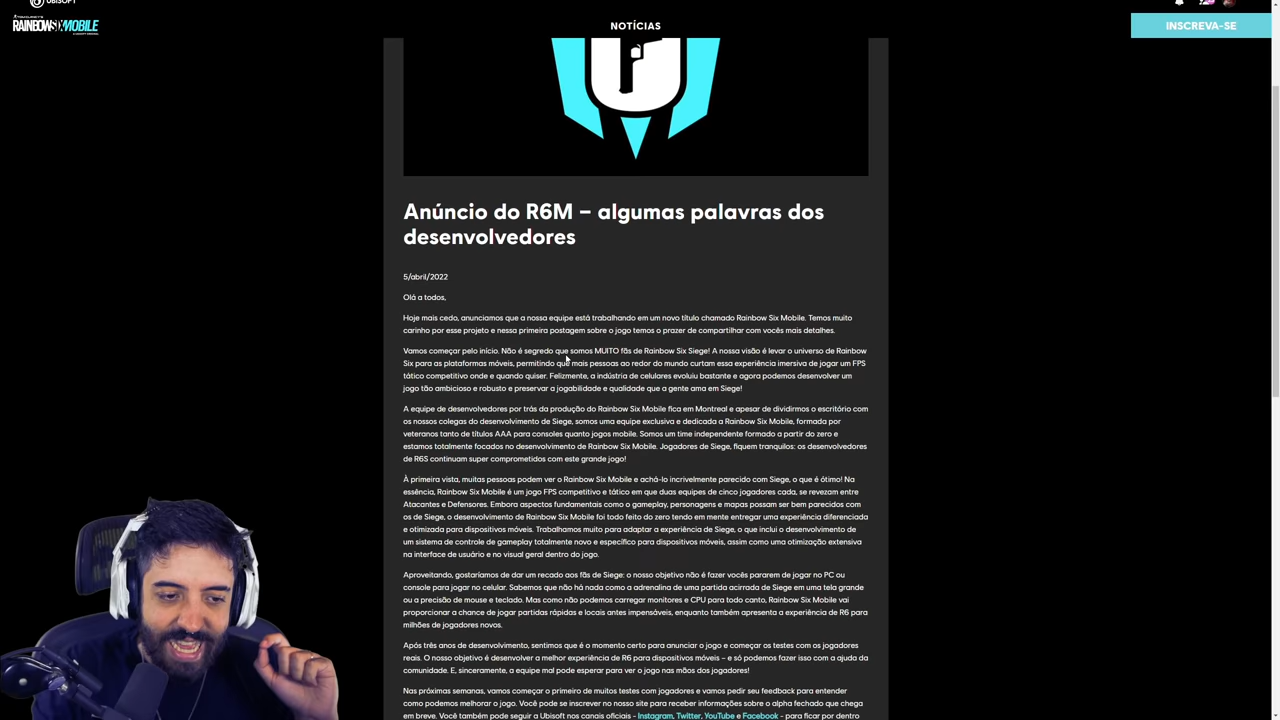 UBISOFT
RAINBOWSIX MOBILE
NOTÍCIAS
INSCREVA-SE
Anúncio do R6M – algumas palavras dos
desenvolvedores
5/abril/2022
Olá a todos,
Hoje mais cedo, anunciamos que a nossa equipe está trabalhando em um novo título chamado Rainbow Six Mobile. Temos muito
carinho por esse projeto e nessa primeira postagem sobre o jogo temos o prazer de compartilhar com vocês mais detalhes.
Vamos começar pelo início. Não é segredo que somos MUITO fãs de Rainbow Six Siege! A nossa visão é levar o universo de Rainbow
Six para as plataformas móveis, permitindo que mais pessoas ao redor do mundo curtam essa experiência imersiva de jogar um FPS
tático competitivo onde e quando quiser. Felizmente, a indústria de celulares evoluiu bastante e agora podemos desenvolver um
jogo tão ambicioso e robusto e preservar a jogabilidade e qualidade que a gente ama em Siege!
A equipe de desenvolvedores por trás da produção do Rainbow Six Mobile fica em Montreal e apesar de dividirmos o escritório com
os nossos colegas do desenvolvimento de Siege, somos uma equipe exclusiva e dedicada a Rainbow Six Mobile, formada por
veteranos tanto de títulos AAA para consoles quanto jogos mobile. Somos um time independente formado a partir do zero e
estamos totalmente focados no desenvolvimento de Rainbow Six Mobile. Jogadores de Siege, fiquem tranquilos: os desenvolvedores
de R6S continuam super comprometidos com este grande jogo!
À primeira vista, muitas pessoas podem ver o Rainbow Six Mobile e achá-lo incrivelmente parecido com Siege, o que é ótimo! Na
essência, Rainbow Six Mobile é um jogo FPS competitivo e tático em que duas equipes de cinco jogadores cada, se revezam entre
Atacantes e Defensores. Embora aspectos fundamentais como o gameplay, personagens e mapas possam ser bem parecidos com
os de Siege, o desenvolvimento de Rainbow Six Mobile foi todo feito do zero tendo em mente entregar uma experiência diferenciada
e otimizada para dispositivos móveis. Trabalhamos muito para adaptar a experiência de Siege, o que inclui o desenvolvimento de
um sistema de controle de gameplay totalmente novo e específico para dispositivos móveis, assim como uma otimização extensiva
na interface de usuário e no visual geral dentro do jogo.
Aproveitando, gostaríamos de dar um recado aos fãs de Siege: o nosso objetivo não é fazer vocês pararem de jogar no PC ou
console para jogar no celular. Sabemos que não há nada como a adrenalina de uma partida acirrada de Siege em uma tela grande
ou a precisão de mouse e teclado. Mas como não podemos carregar monitores e CPU para todo canto, Rainbow Six Mobile vai
proporcionar a chance de jogar partidas rápidas e locais antes impensáveis, enquanto também apresenta a experiência de R6 para
milhões de jogadores novos.
Após três anos de desenvolvimento, sentimos que é o momento certo para anunciar o jogo e começar os testes com os jogadores
reais. O nosso objetivo é desenvolver a melhor experiência de R6 para dispositivos móveis – e só podemos fazer isso com a ajuda da
comunidade. E, sinceramente, a equipe mal pode esperar para ver o jogo nas mãos dos jogadores!
Nas próximas semanas, vamos começar o primeiro de muitos testes com jogadores e vamos pedir seu feedback para entender
como podemos melhorar o jogo. Você pode se inscrever no nosso site para receber informações sobre o alpha fechado que chega
em breve. Você também pode seguir a Ubisoft nos canais oficiais - Instagram, Twitter, YouTube e Facebook - para ficar por dentro